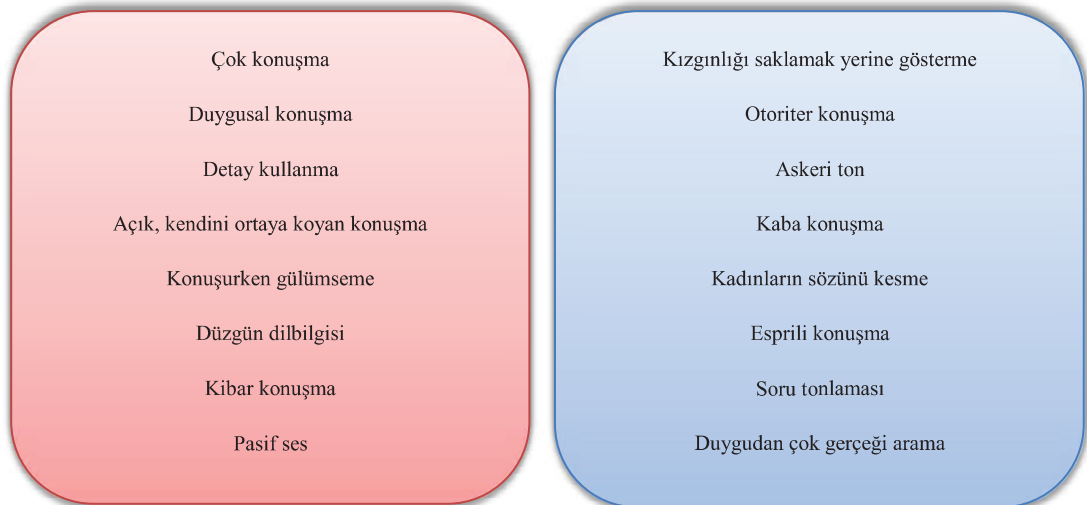 Çok konuşma
Duygusal konuşma
Detay kullanma
Açık, kendini ortaya koyan konuşma
Konuşurken gülümseme
Düzgün dilbilgisi
Kibar konuşma
Pasif ses
Kızgınlığı saklamak yerine gösterme
Otoriter konuşma
Askeri ton
Kaba konuşma
Kadınların sözünü kesme
Esprili konuşma
Soru tonlaması
Duygudan çok gerçeği arama